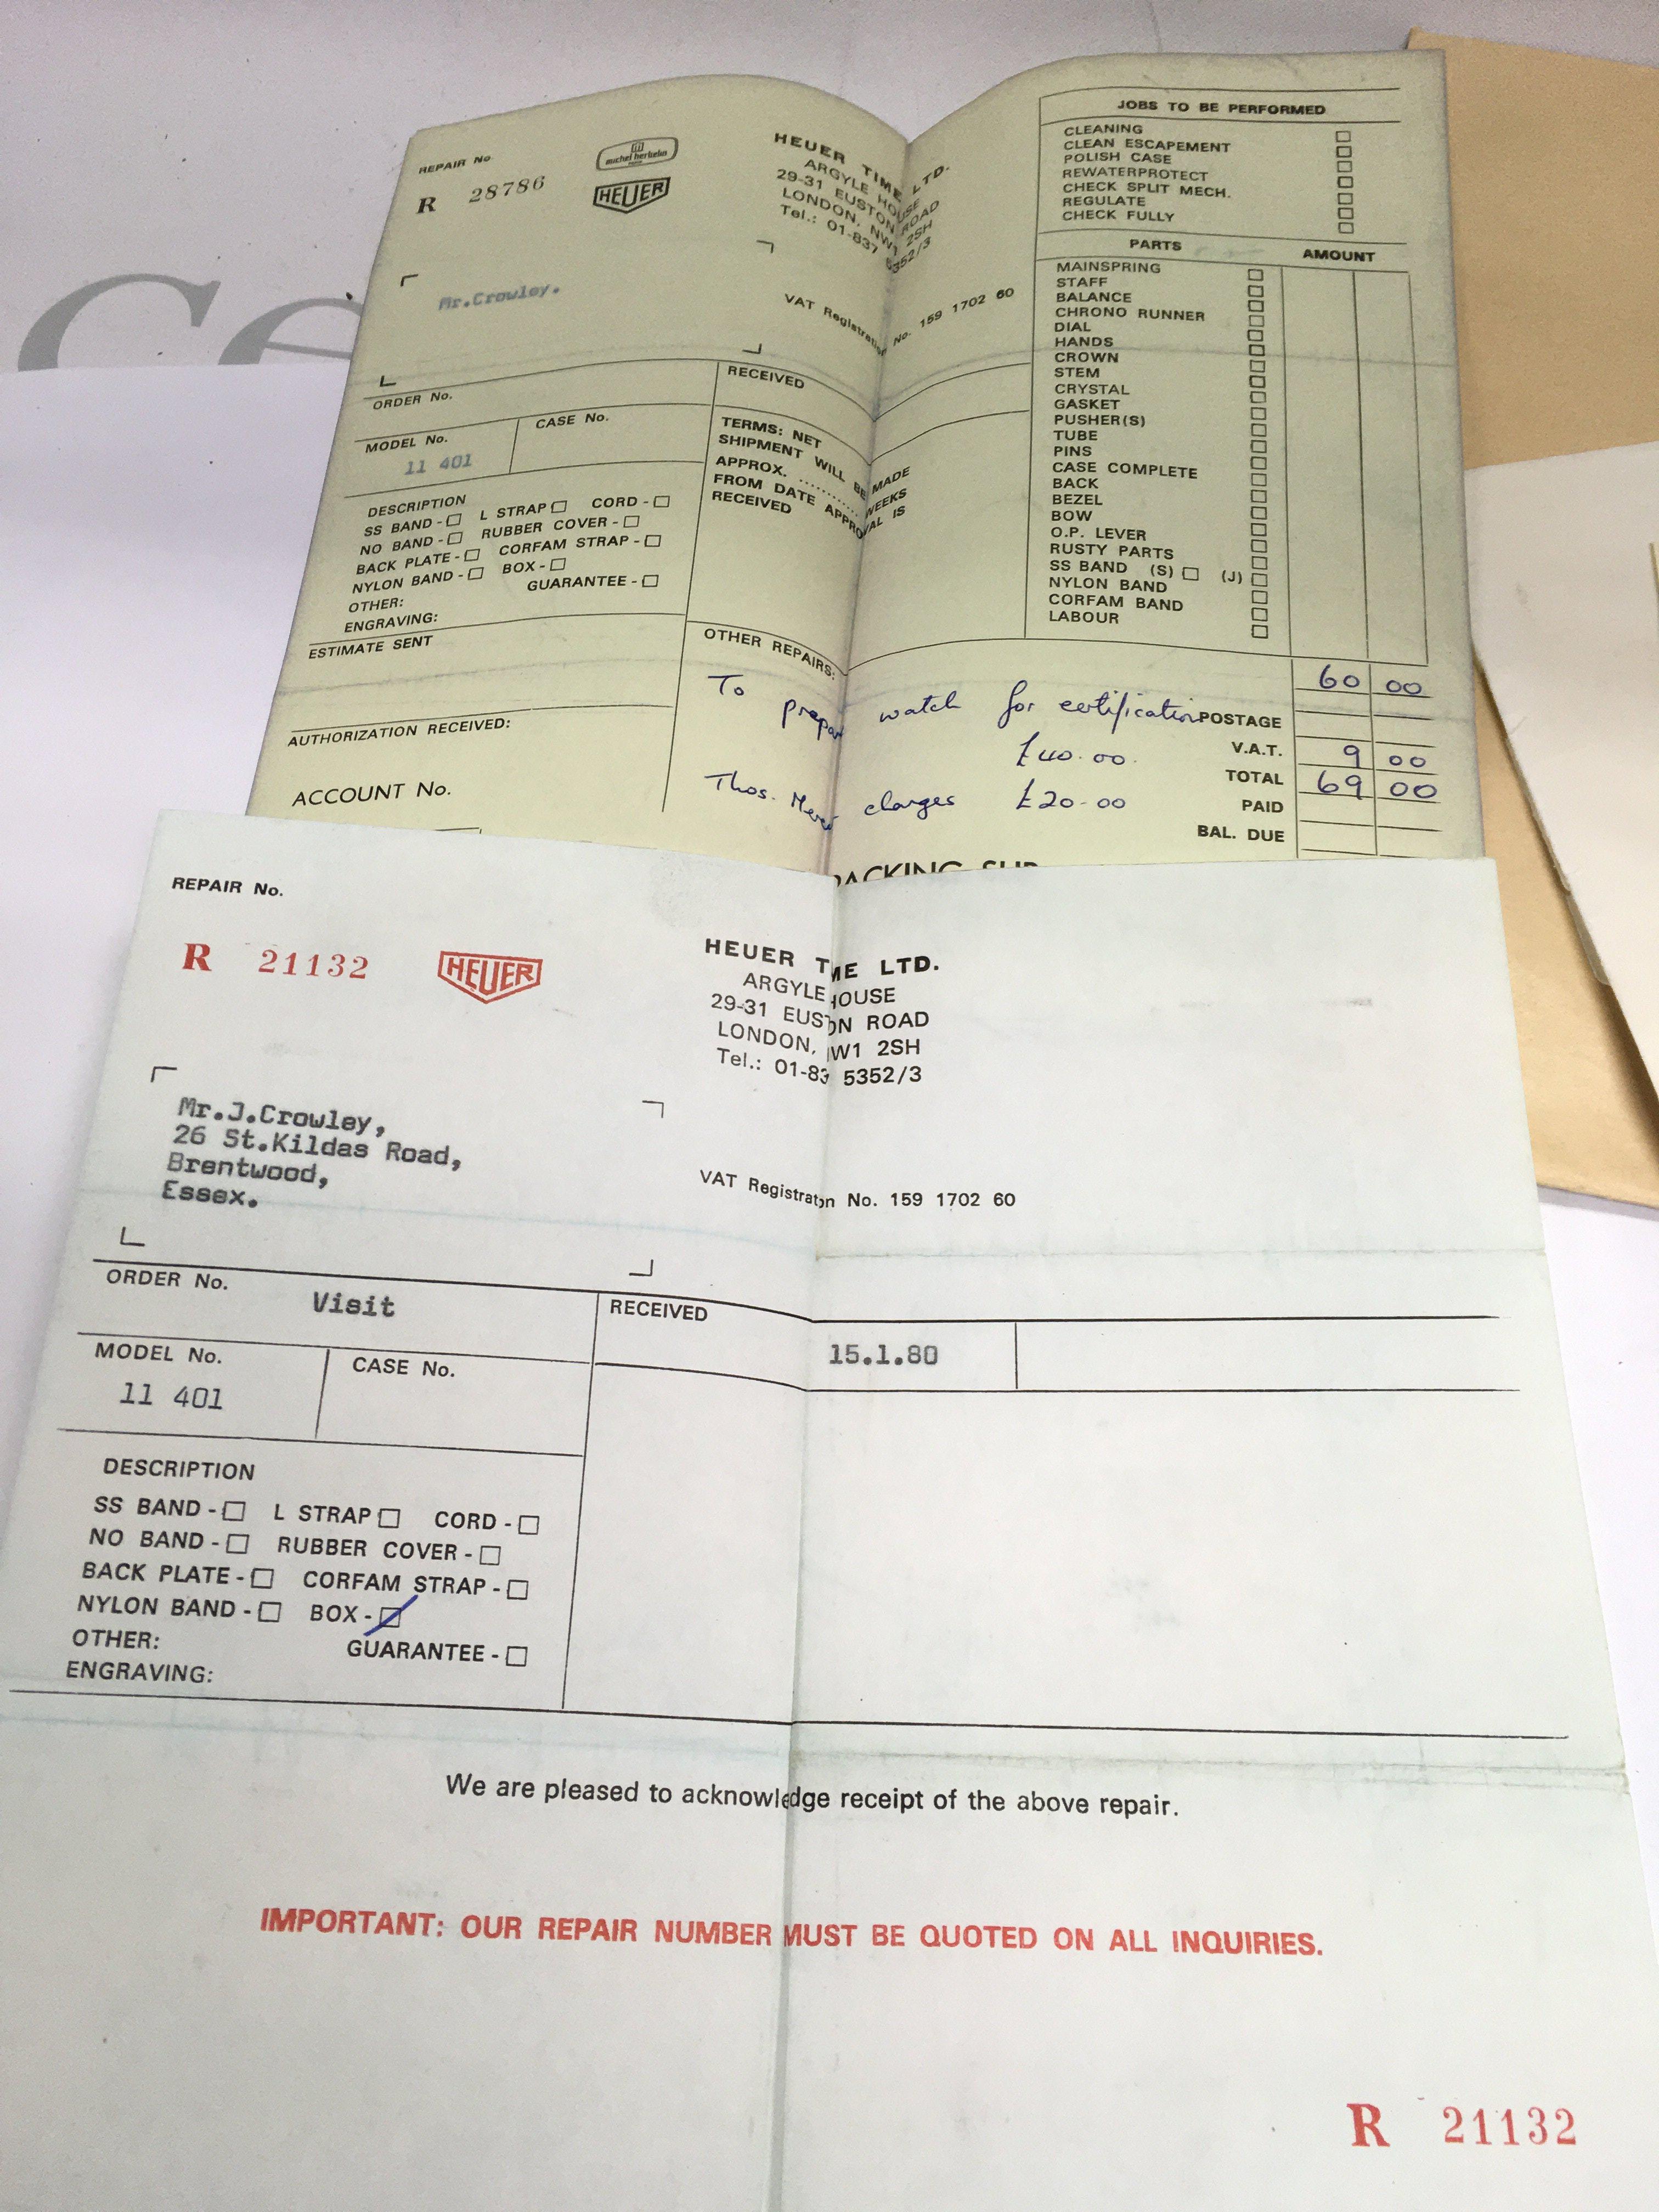 Ce
REPAIR No
R 28786
michel herbelin
HEUER
HEUER TIME LTD.
ARGYLE HOUSE
29-31 EUSTON ROAD
LONDON, NW1 2SH
Tel.: 01-837 5352/3
Mr.Crowley.
VAT Registration No. 159 1702 60
ORDER No.
RECEIVED
MODEL No.
11 401
CASE No.
TERMS: NET
SHIPMENT WILL BE MADE
APPROX. .......... WEEKS
FROM DATE APPROVAL IS
RECEIVED
DESCRIPTION
SS BAND - L STRAP CORD -
NO BAND - RUBBER COVER -
BACK PLATE - CORFAM STRAP -
NYLON BAND - BOX -
OTHER: GUARANTEE -
ENGRAVING:
ESTIMATE SENT
AUTHORIZATION RECEIVED:
ACCOUNT No.
JOBS TO BE PERFORMED
CLEANING
CLEAN ESCAPEMENT
POLISH CASE
REWATERPROTECT
CHECK SPLIT MECH.
REGULATE
CHECK FULLY
PARTS AMOUNT
MAINSPRING
STAFF
BALANCE
CHRONO RUNNER
DIAL
HANDS
CROWN
STEM
CRYSTAL
GASKET
PUSHER(S)
TUBE
PINS
CASE COMPLETE
BACK
BEZEL
BOW
O.P. LEVER
RUSTY PARTS
SS BAND (S) (J)
NYLON BAND
CORFAM BAND
LABOUR
OTHER REPAIRS:
To prepare watch for certification
£40.00.
Thos. Merc charges £20-00
60 00
POSTAGE
V.A.T. 9 00
TOTAL 69 00
PAID
BAL. DUE
PACKING SLIP
REPAIR No.
R 21132
HEUER
HEUER TIME LTD.
ARGYLE HOUSE
29-31 EUSTON ROAD
LONDON, NW1 2SH
Tel.: 01-83 5352/3
Mr.J.Crowley,
26 St.Kildas Road,
Brentwood,
Essex.
VAT Registration No. 159 1702 60
ORDER No.
Visit
RECEIVED
15.1.80
MODEL No.
11 401
CASE No.
DESCRIPTION
SS BAND - L STRAP CORD -
NO BAND - RUBBER COVER -
BACK PLATE - CORFAM STRAP -
NYLON BAND - BOX -
OTHER: GUARANTEE -
ENGRAVING:
We are pleased to acknowledge receipt of the above repair.
IMPORTANT: OUR REPAIR NUMBER MUST BE QUOTED ON ALL INQUIRIES.
R 21132